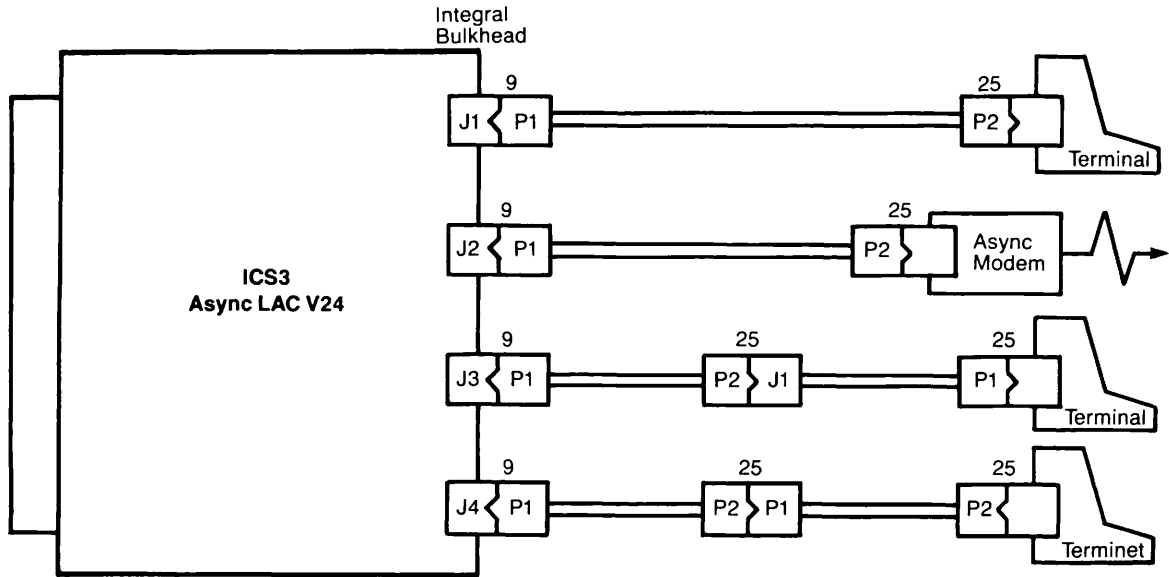 Integral
Bulkhead
9
25
J1
P1
P2
Terminal
9
25
J2
P1
P2
Async
Modem
ICS3
Async LAC V24
9
25
25
J3
P1
P2
J1
P1
Terminal
9
25
25
J4
P1
P2
P1
P2
Terminet